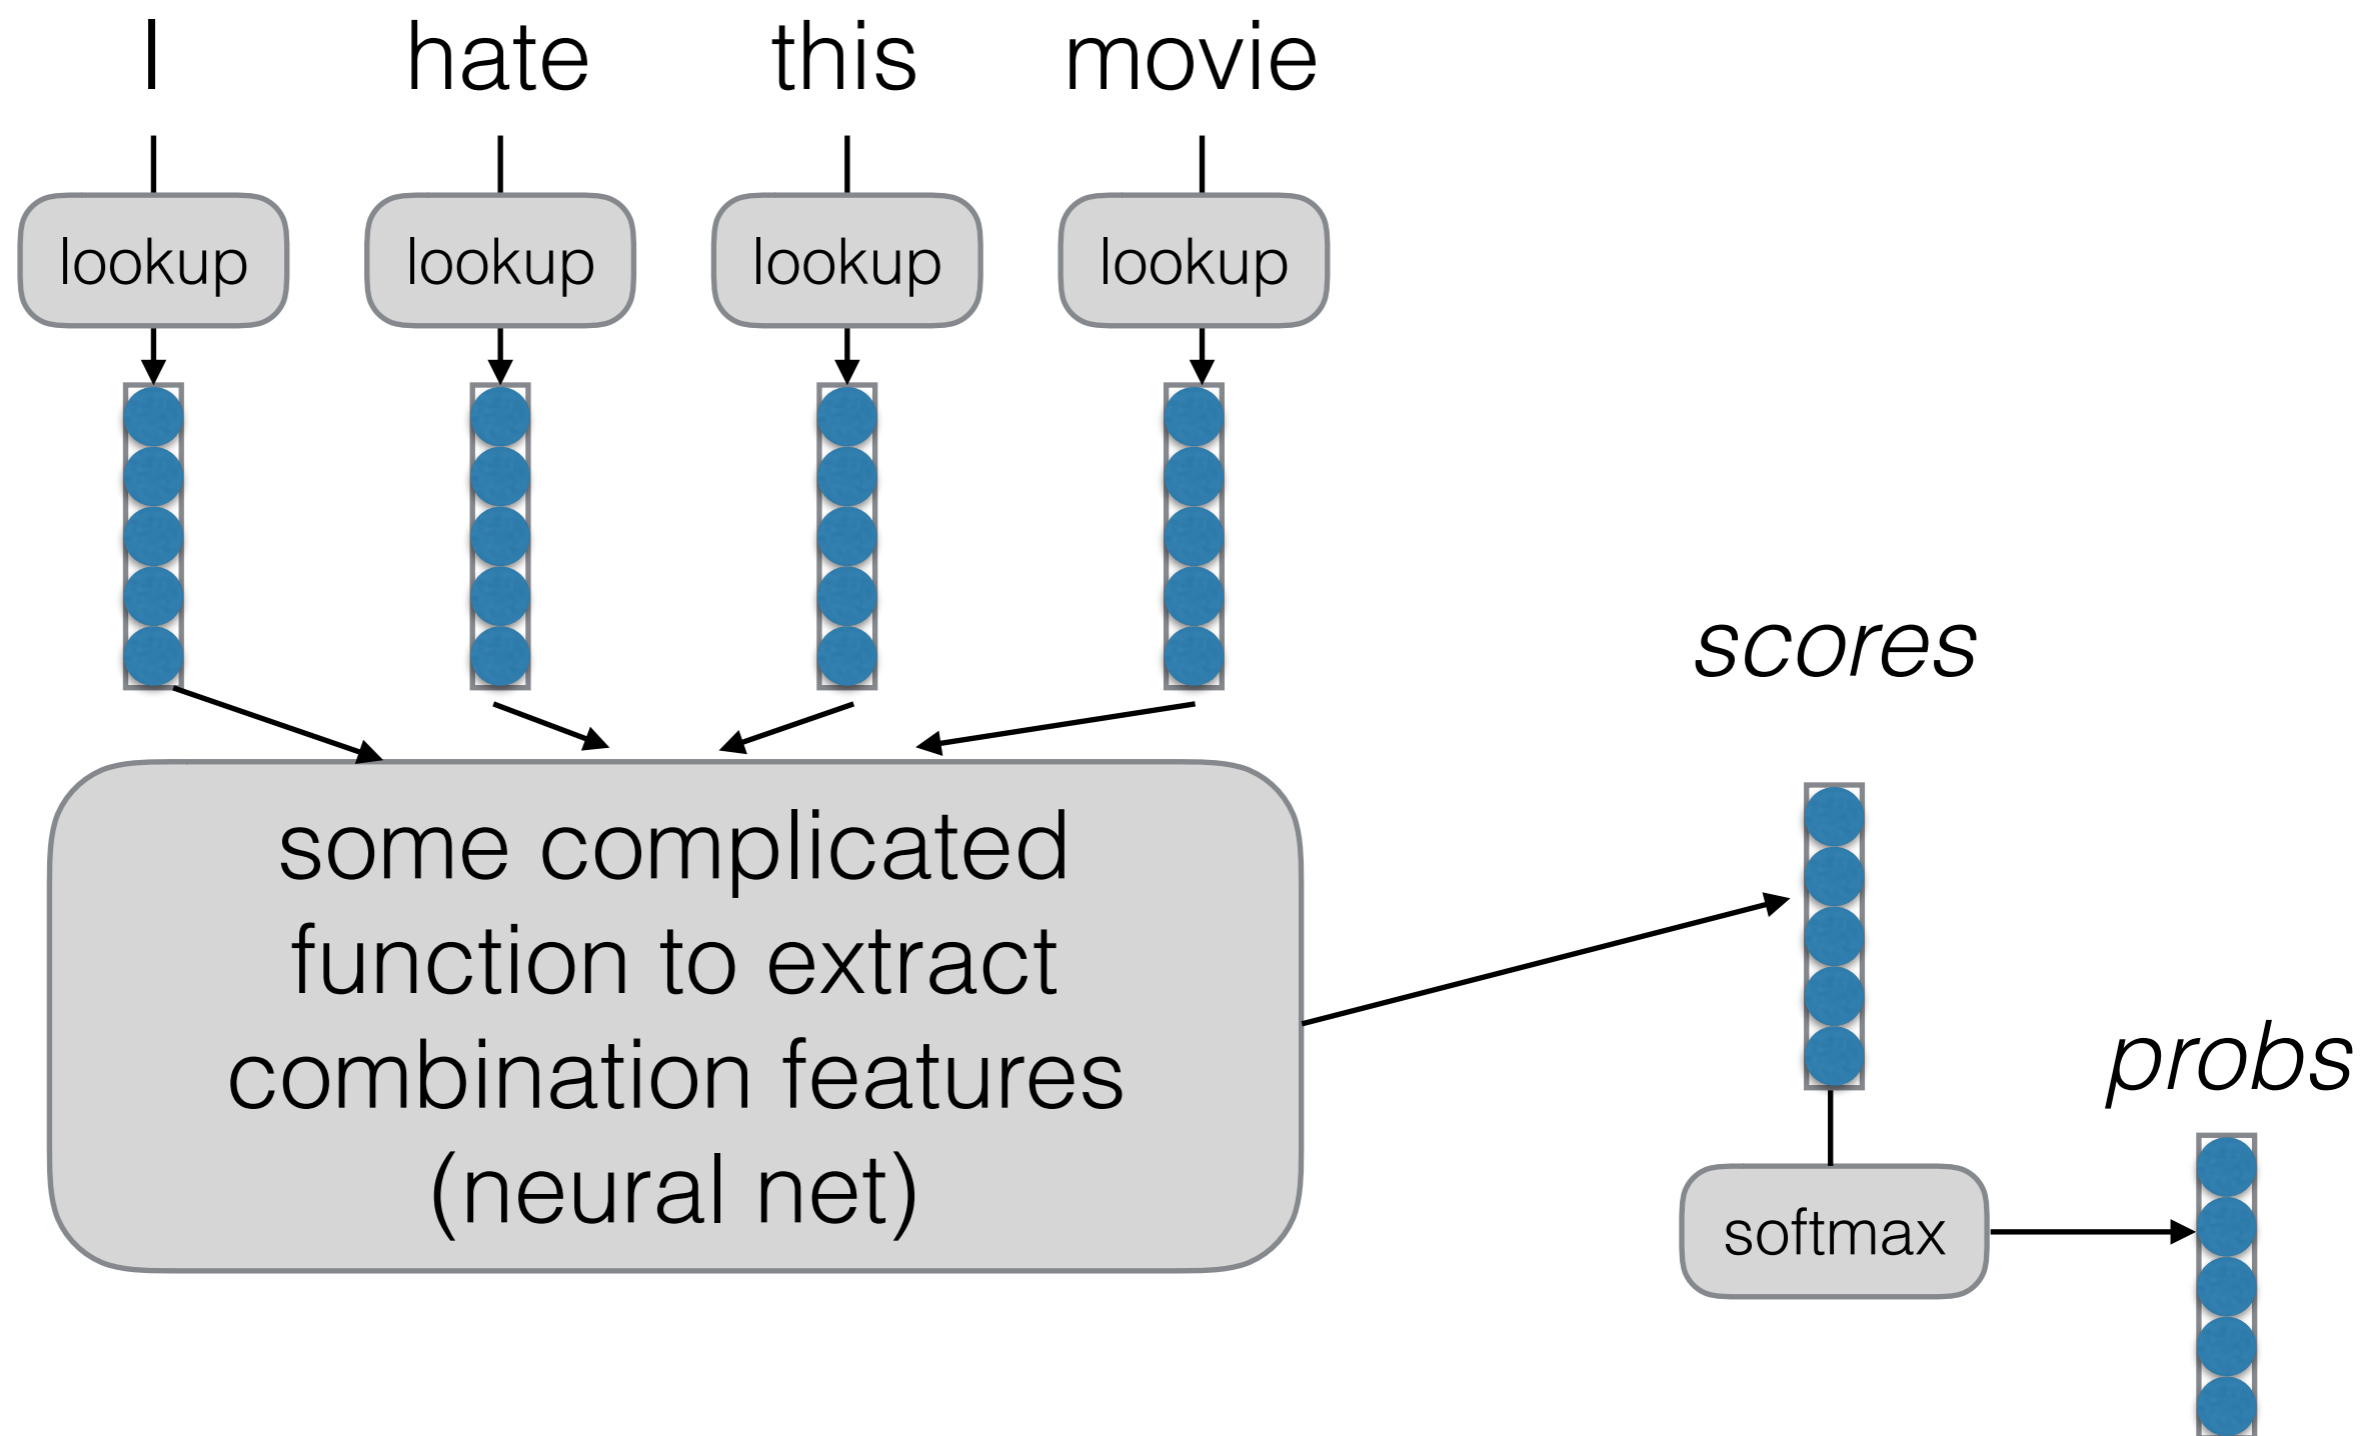 I hate this movie
lookup lookup lookup lookup
scores
some complicated
function to extract
combination features
(neural net)
probs
softmax